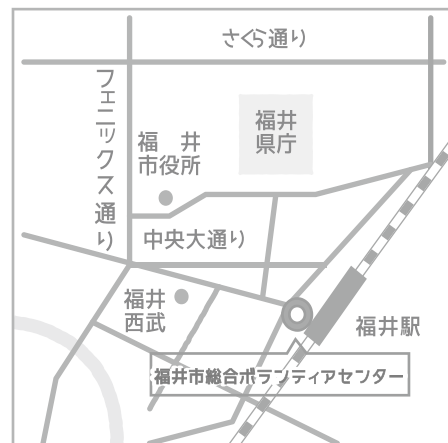 さくら通り
フェニックス通り
福井
県庁
福　井
市役所
中央大通り
福井
西武
福井駅
福井市総合ボランティアセンター